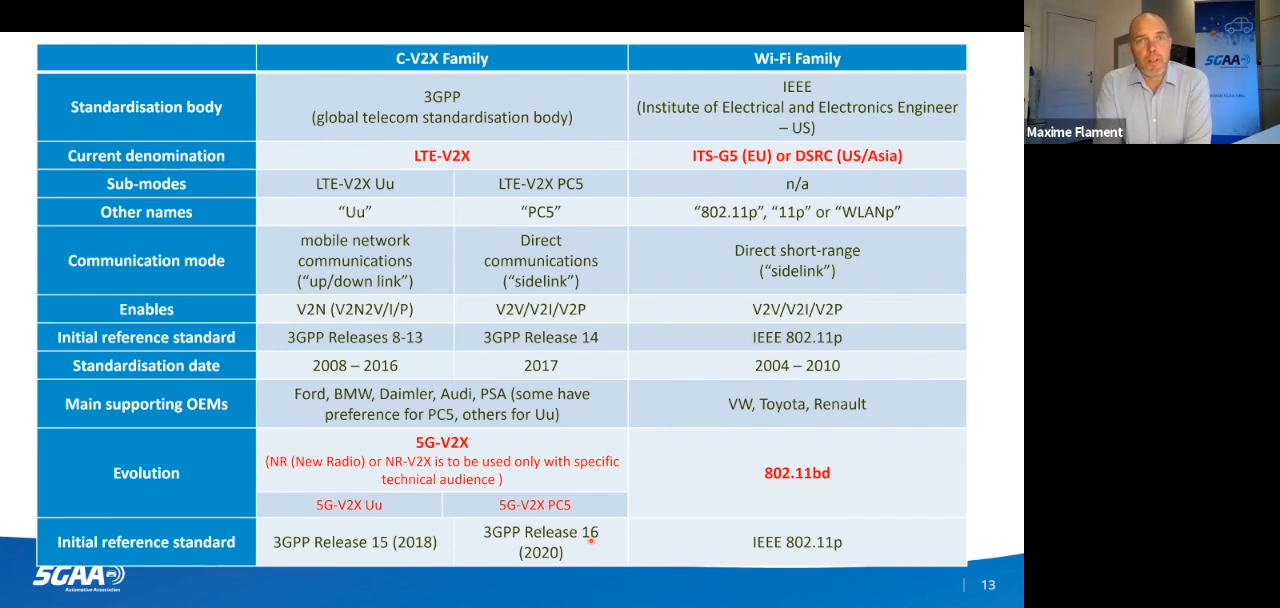 C-V2X Family
Wi-Fi Family
Standardisation body
3GPP
(global telecom standardisation body)
IEEE
(Institute of Electrical and Electronics Engineer
– US)
Current denomination
LTE-V2X
ITS-G5 (EU) or DSRC (US/Asia)
Sub-modes
LTE-V2X Uu
LTE-V2X PC5
n/a
Other names
“Uu”
“PC5”
“802.11p”, “11p” or “WLANp”
Communication mode
mobile network
communications
(“up/down link”)
Direct
communications
(“sidelink”)
Direct short-range
(“sidelink”)
Enables
V2N (V2N2V/I/P)
V2V/V2I/V2P
V2V/V2I/V2P
Initial reference standard
3GPP Releases 8-13
3GPP Release 14
IEEE 802.11p
Standardisation date
2008 – 2016
2017
2004 – 2010
Main supporting OEMs
Ford, BMW, Daimler, Audi, PSA (some have
preference for PC5, others for Uu)
VW, Toyota, Renault
Evolution
5G-V2X
(NR (New Radio) or NR-V2X is to be used only with specific
technical audience )
802.11bd
5G-V2X Uu
5G-V2X PC5
Initial reference standard
3GPP Release 15 (2018)
3GPP Release 16
(2020)
IEEE 802.11p
5GAA
Automotive Association
13
5GAA
Maxime Flament